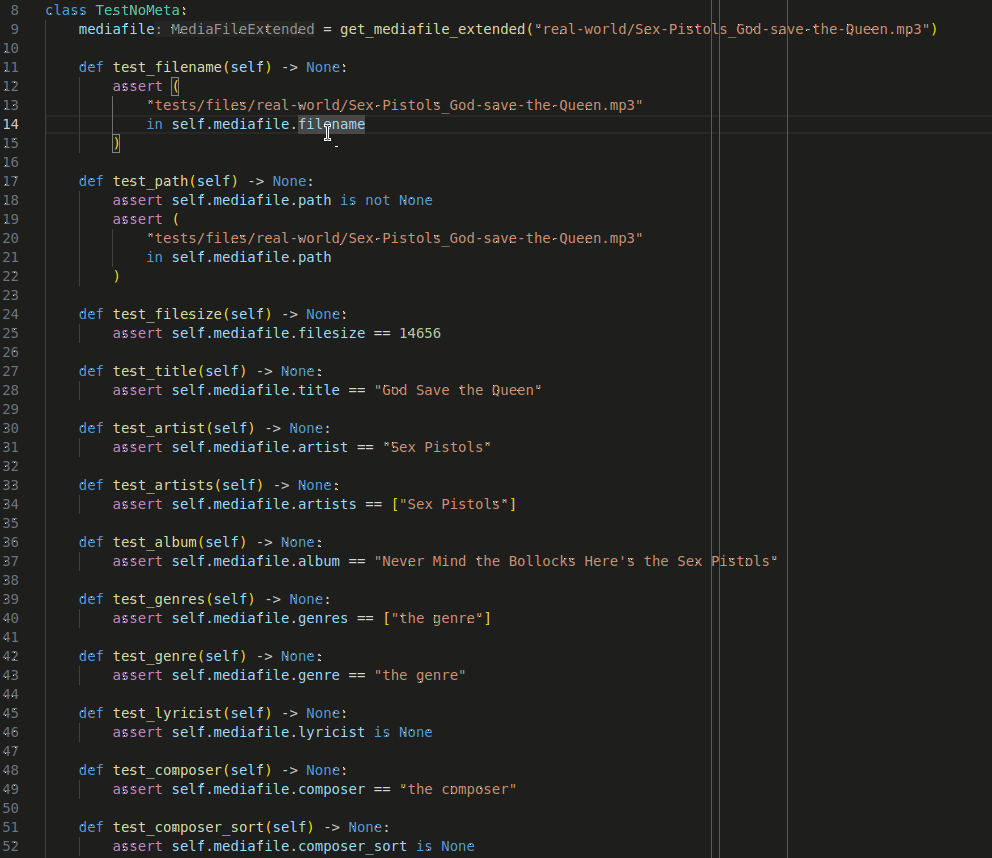 8 class TestNoMeta:
9     mediafile: MediaFileExtended = get_mediafile_extended("real-world/Sex-Pistols_God-save-the-Queen.mp3")
10
11     def test_filename(self) -> None:
12         assert (
13             "tests/files/real-world/Sex-Pistols_God-save-the-Queen.mp3"
14             in self.mediafile.filename
15         )
16
17     def test_path(self) -> None:
18         assert self.mediafile.path is not None
19         assert (
20             "tests/files/real-world/Sex-Pistols_God-save-the-Queen.mp3"
21             in self.mediafile.path
22         )
23
24     def test_filesize(self) -> None:
25         assert self.mediafile.filesize == 14656
26
27     def test_title(self) -> None:
28         assert self.mediafile.title == "God Save the Queen"
29
30     def test_artist(self) -> None:
31         assert self.mediafile.artist == "Sex Pistols"
32
33     def test_artists(self) -> None:
34         assert self.mediafile.artists == ["Sex Pistols"]
35
36     def test_album(self) -> None:
37         assert self.mediafile.album == "Never Mind the Bollocks Here's the Sex Pistols"
38
39     def test_genres(self) -> None:
40         assert self.mediafile.genres == ["the genre"]
41
42     def test_genre(self) -> None:
43         assert self.mediafile.genre == "the genre"
44
45     def test_lyricist(self) -> None:
46         assert self.mediafile.lyricist is None
47
48     def test_composer(self) -> None:
49         assert self.mediafile.composer == "the composer"
50
51     def test_composer_sort(self) -> None:
52         assert self.mediafile.composer_sort is None